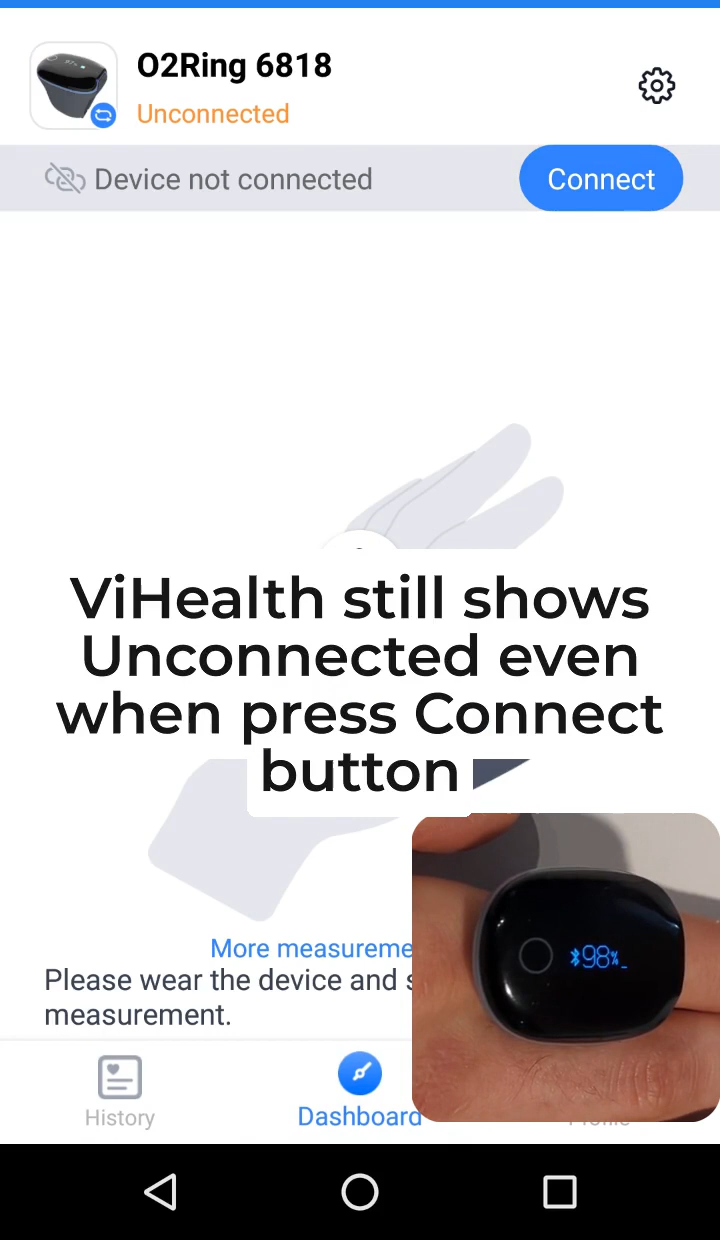 O2Ring 6818
Unconnected
Device not connected
Connect
ViHealth still shows
Unconnected even
when press Connect
button
More measureme
Please wear the device and s
measurement.
98%
History
Dashboard
Profile